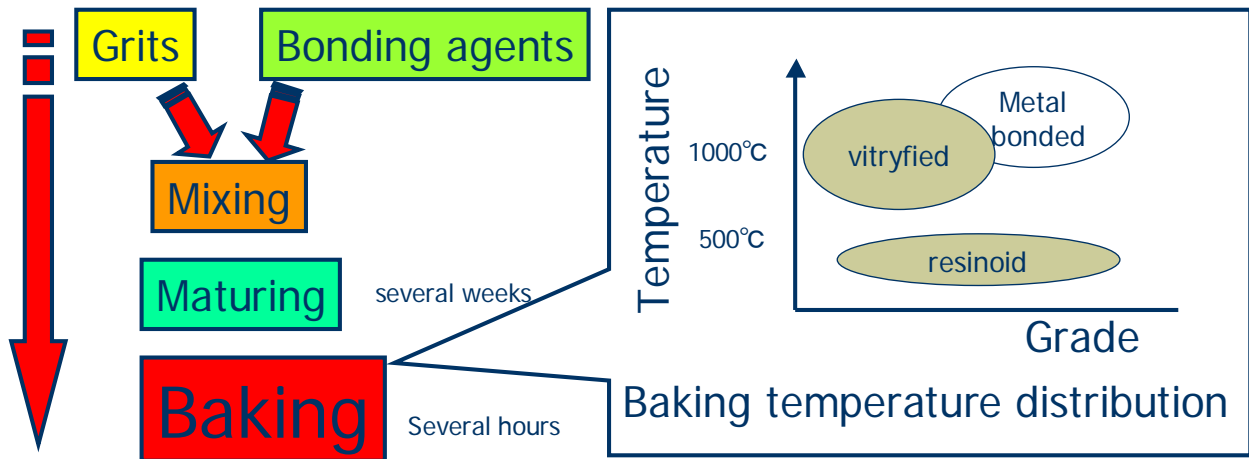 Grits
Bonding agents
Mixing
Maturing
several weeks
Baking
Several hours
Temperature
1000℃
500℃
Metal
bonded
vitryfied
resinoid
Grade
Baking temperature distribution